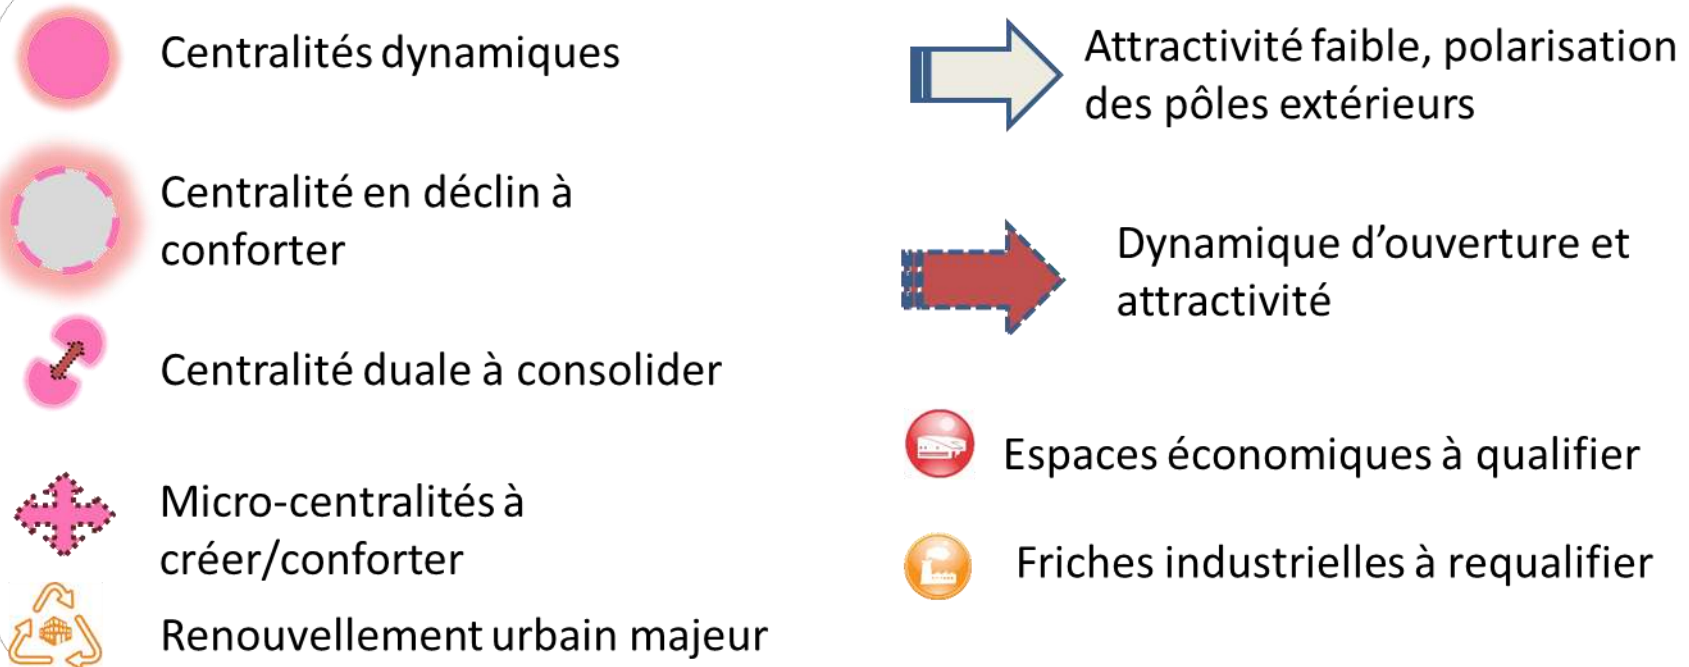 Centralités dynamiques
Centralité en déclin à
conforter
Centralité duale à consolider
Micro-centralités à
créer/conforter
Renouvellement urbain majeur
Attractivité faible, polarisation
des pôles extérieurs
Dynamique d’ouverture et
attractivité
Espaces économiques à qualifier
Friches industrielles à requalifier